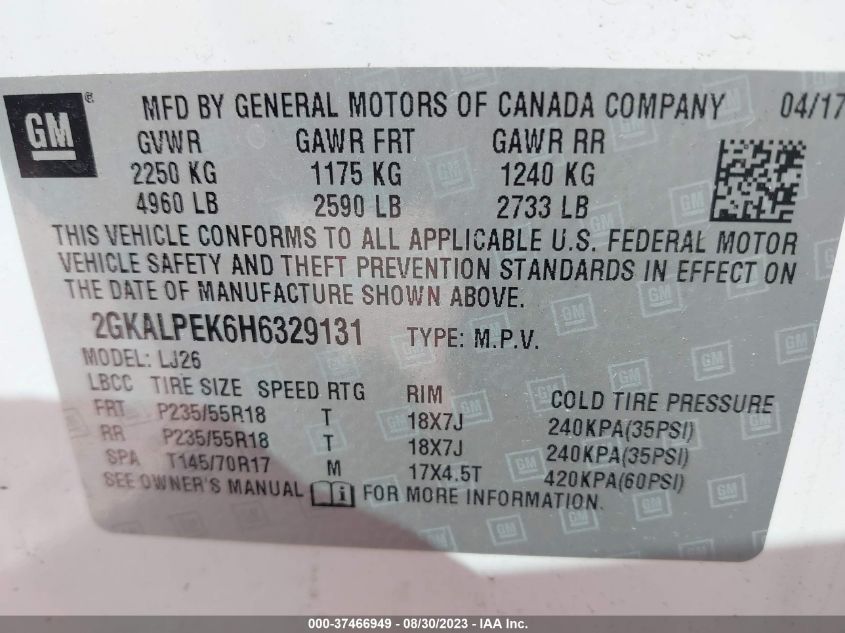 GM MFD BY GENERAL MOTORS OF CANADA COMPANY 04/17
GVWR GAWR FRT GAWR RR
2250 KG 1175 KG 1240 KG
4960 LB 2590 LB 2733 LB
THIS VEHICLE CONFORMS TO ALL APPLICABLE U.S. FEDERAL MOTOR
VEHICLE SAFETY AND THEFT PREVENTION STANDARDS IN EFFECT ON
THE DATE OF MANUFACTURE SHOWN ABOVE.
2GKALPEK6H6329131 TYPE: M.P.V.
MODEL: LJ26
LBCC TIRE SIZE SPEED RTG RIM COLD TIRE PRESSURE
FRT P235/55R18 T 18X7J 240KPA(35PSI)
RR P235/55R18 T 18X7J 240KPA(35PSI)
SPA T145/70R17 M 17X4.5T 420KPA(60PSI)
SEE OWNER'S MANUAL FOR MORE INFORMATION.
000-37466949 - 08/30/2023 - IAA Inc.